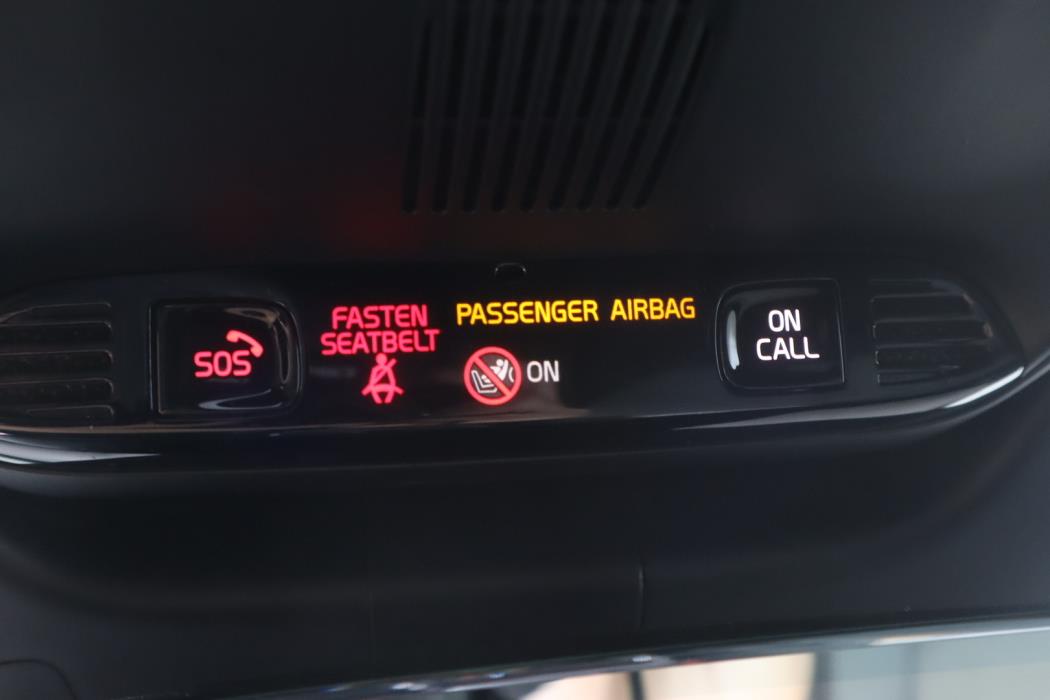 SOS
FASTEN
SEATBELT
PASSENGER AIRBAG
ON
ON
CALL